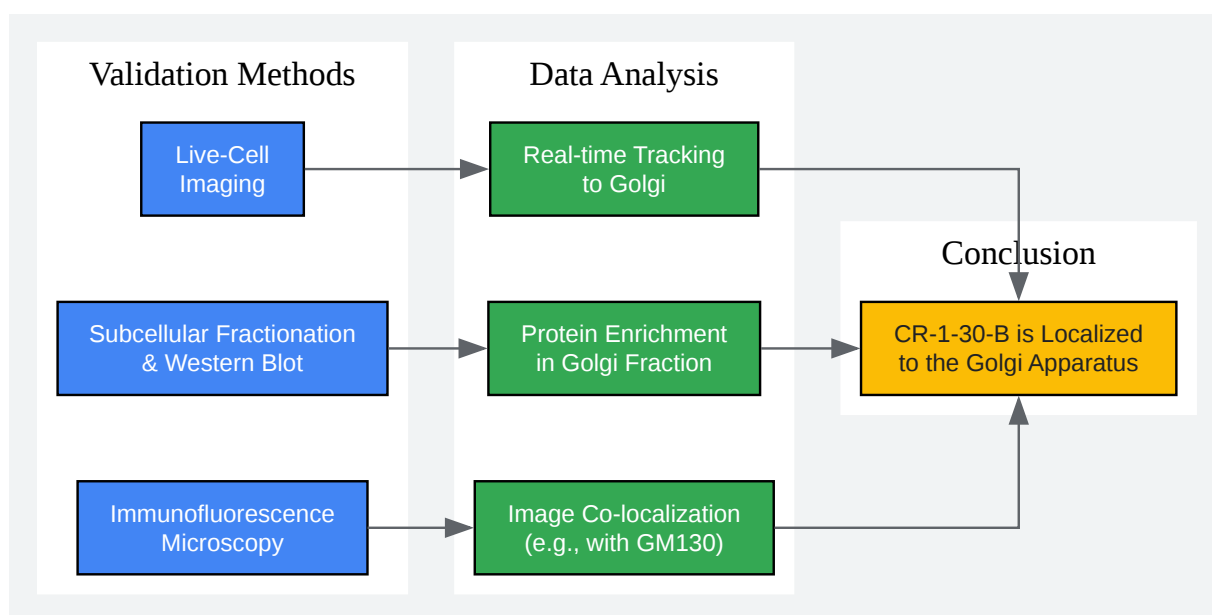 Validation Methods
Data Analysis
Live-Cell
Imaging
Real-time Tracking
to Golgi
Conclusion
Subcellular Fractionation
& Western Blot
Protein Enrichment
in Golgi Fraction
CR-1-30-B is Localized
to the Golgi Apparatus
Immunofluorescence
Microscopy
Image Co-localization
(e.g., with GM130)